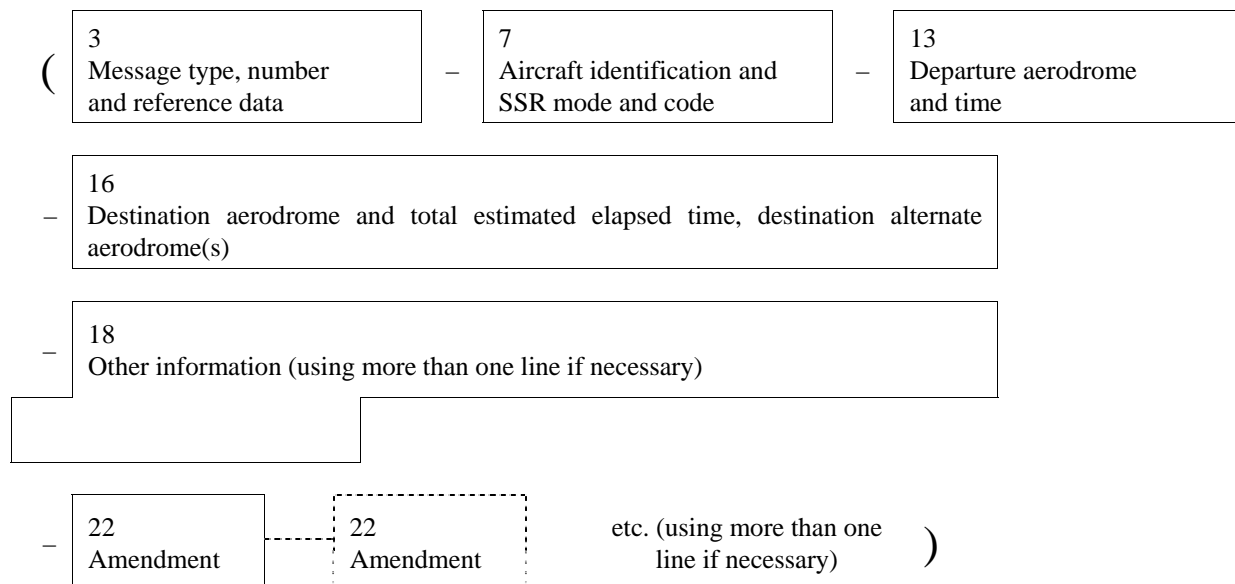 3
Message type, number
and reference data
(
–
7
Aircraft identification and
SSR mode and code
–
13
Departure aerodrome
and time
–
16
Destination aerodrome and total estimated elapsed time, destination alternate
aerodrome(s)
–
18
Other information (using more than one line if necessary)
–
22
Amendment
22
Amendment
etc. (using more than one
line if necessary)
)